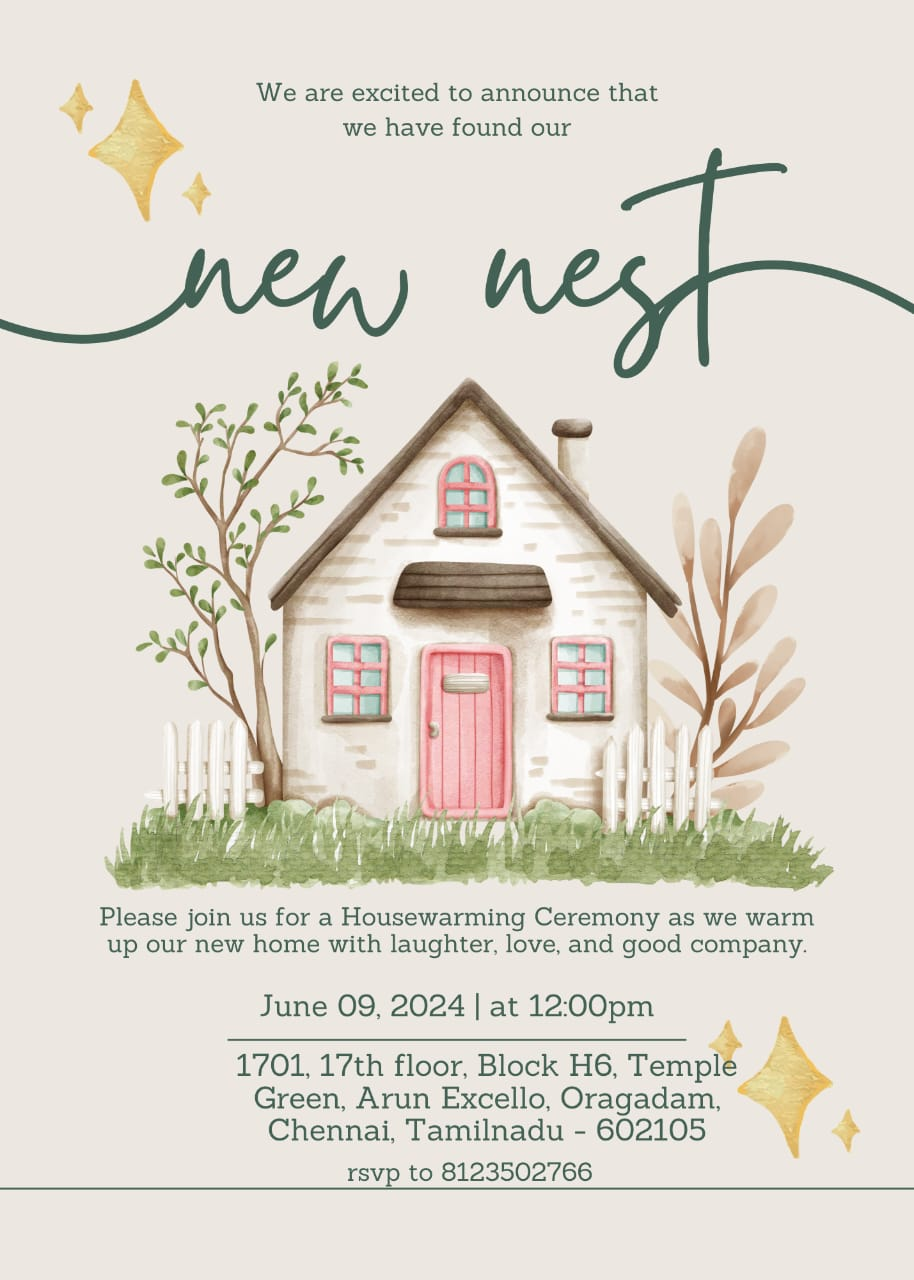 We are excited to announce that
we have found our
new nest
Please join us for a Housewarming Ceremony as we warm
up our new home with laughter, love, and good company.
June 09, 2024 | at 12:00pm
1701, 17th floor, Block H6, Temple
Green, Arun Excello, Oragadam,
Chennai, Tamilnadu - 602105
rsvp to 8123502766